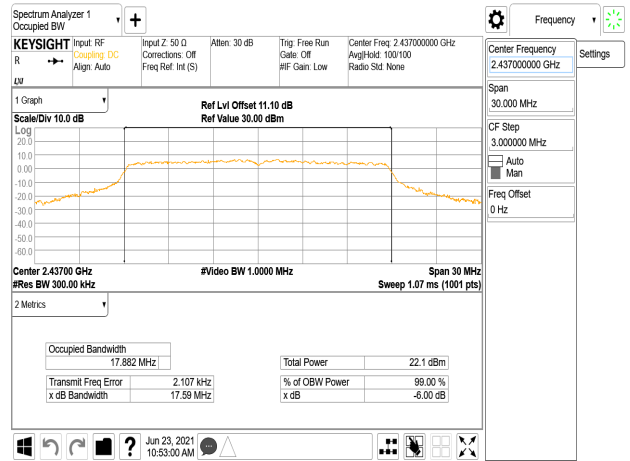 Spectrum Analyzer 1
Occupied BW
Frequency
KEYSIGHT
R
Input: RF
Coupling: DC
Align: Auto
Input Z: 50 Ω
Corrections: Off
Freq Ref: Int (S)
Atten: 30 dB
Trig: Free Run
Gate: Off
#IF Gain: Low
Center Freq: 2.437000000 GHz
Avg|Hold: 100/100
Radio Std: None
Center Frequency
2.437000000 GHz
Settings
Span
30.000 MHz
CF Step
3.000000 MHz
Auto
Man
Freq Offset
0 Hz
1 Graph
Scale/Div 10.0 dB
Ref Lvl Offset 11.10 dB
Ref Value 30.00 dBm
Log
20.0
10.0
0.00
-10.0
-20.0
-30.0
-40.0
-50.0
-60.0
Center 2.43700 GHz
#Res BW 300.00 kHz
#Video BW 1.0000 MHz
Span 30 MHz
Sweep 1.07 ms (1001 pts)
2 Metrics
Occupied Bandwidth
17.882 MHz
Transmit Freq Error 2.107 kHz
x dB Bandwidth 17.59 MHz
Total Power 22.1 dBm
% of OBW Power 99.00 %
x dB -6.00 dB
Jun 23, 2021
10:53:00 AM